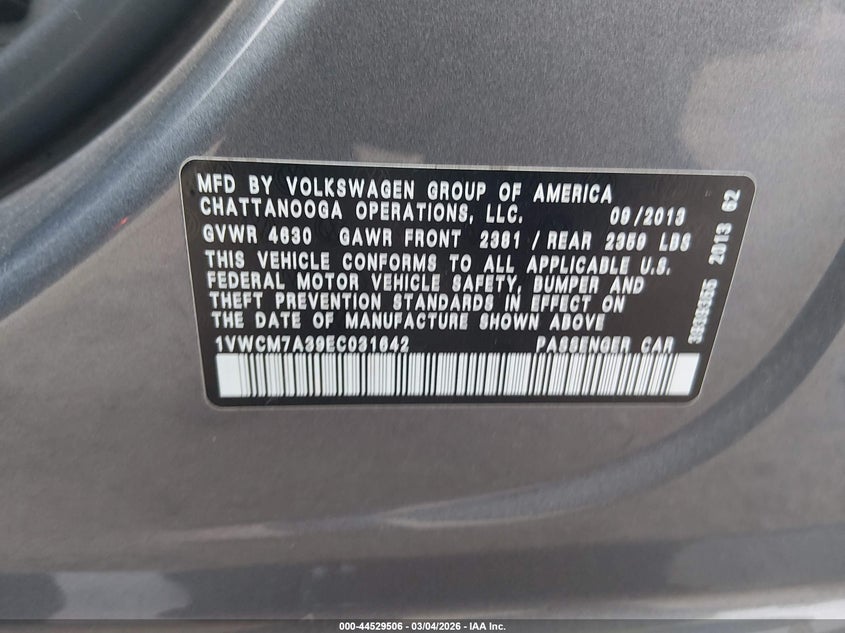 MFD BY VOLKSWAGEN GROUP OF AMERICA
CHATTANOOGA OPERATIONS, LLC. 09/2013
GVWR 4630 GAWR FRONT 2381 / REAR 2359 LBS
THIS VEHICLE CONFORMS TO ALL APPLICABLE U.S.
FEDERAL MOTOR VEHICLE SAFETY, BUMPER AND
THEFT PREVENTION STANDARDS IN EFFECT ON
THE DATE OF MANUFACTURE SHOWN ABOVE
1VWCM7A39EC031642 PASSENGER CAR
2013 62
000-44529506 - 03/04/2026 - IAA Inc.